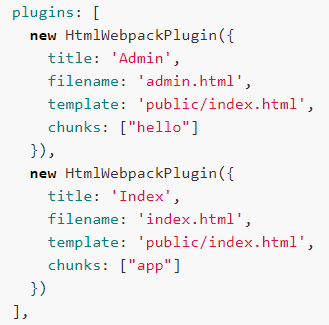 plugins: [
  new HtmlWebpackPlugin({
    title: 'Admin',
    filename: 'admin.html',
    template: 'public/index.html',
    chunks: ["hello"]
  }),
  new HtmlWebpackPlugin({
    title: 'Index',
    filename: 'index.html',
    template: 'public/index.html',
    chunks: ["app"]
  })
],